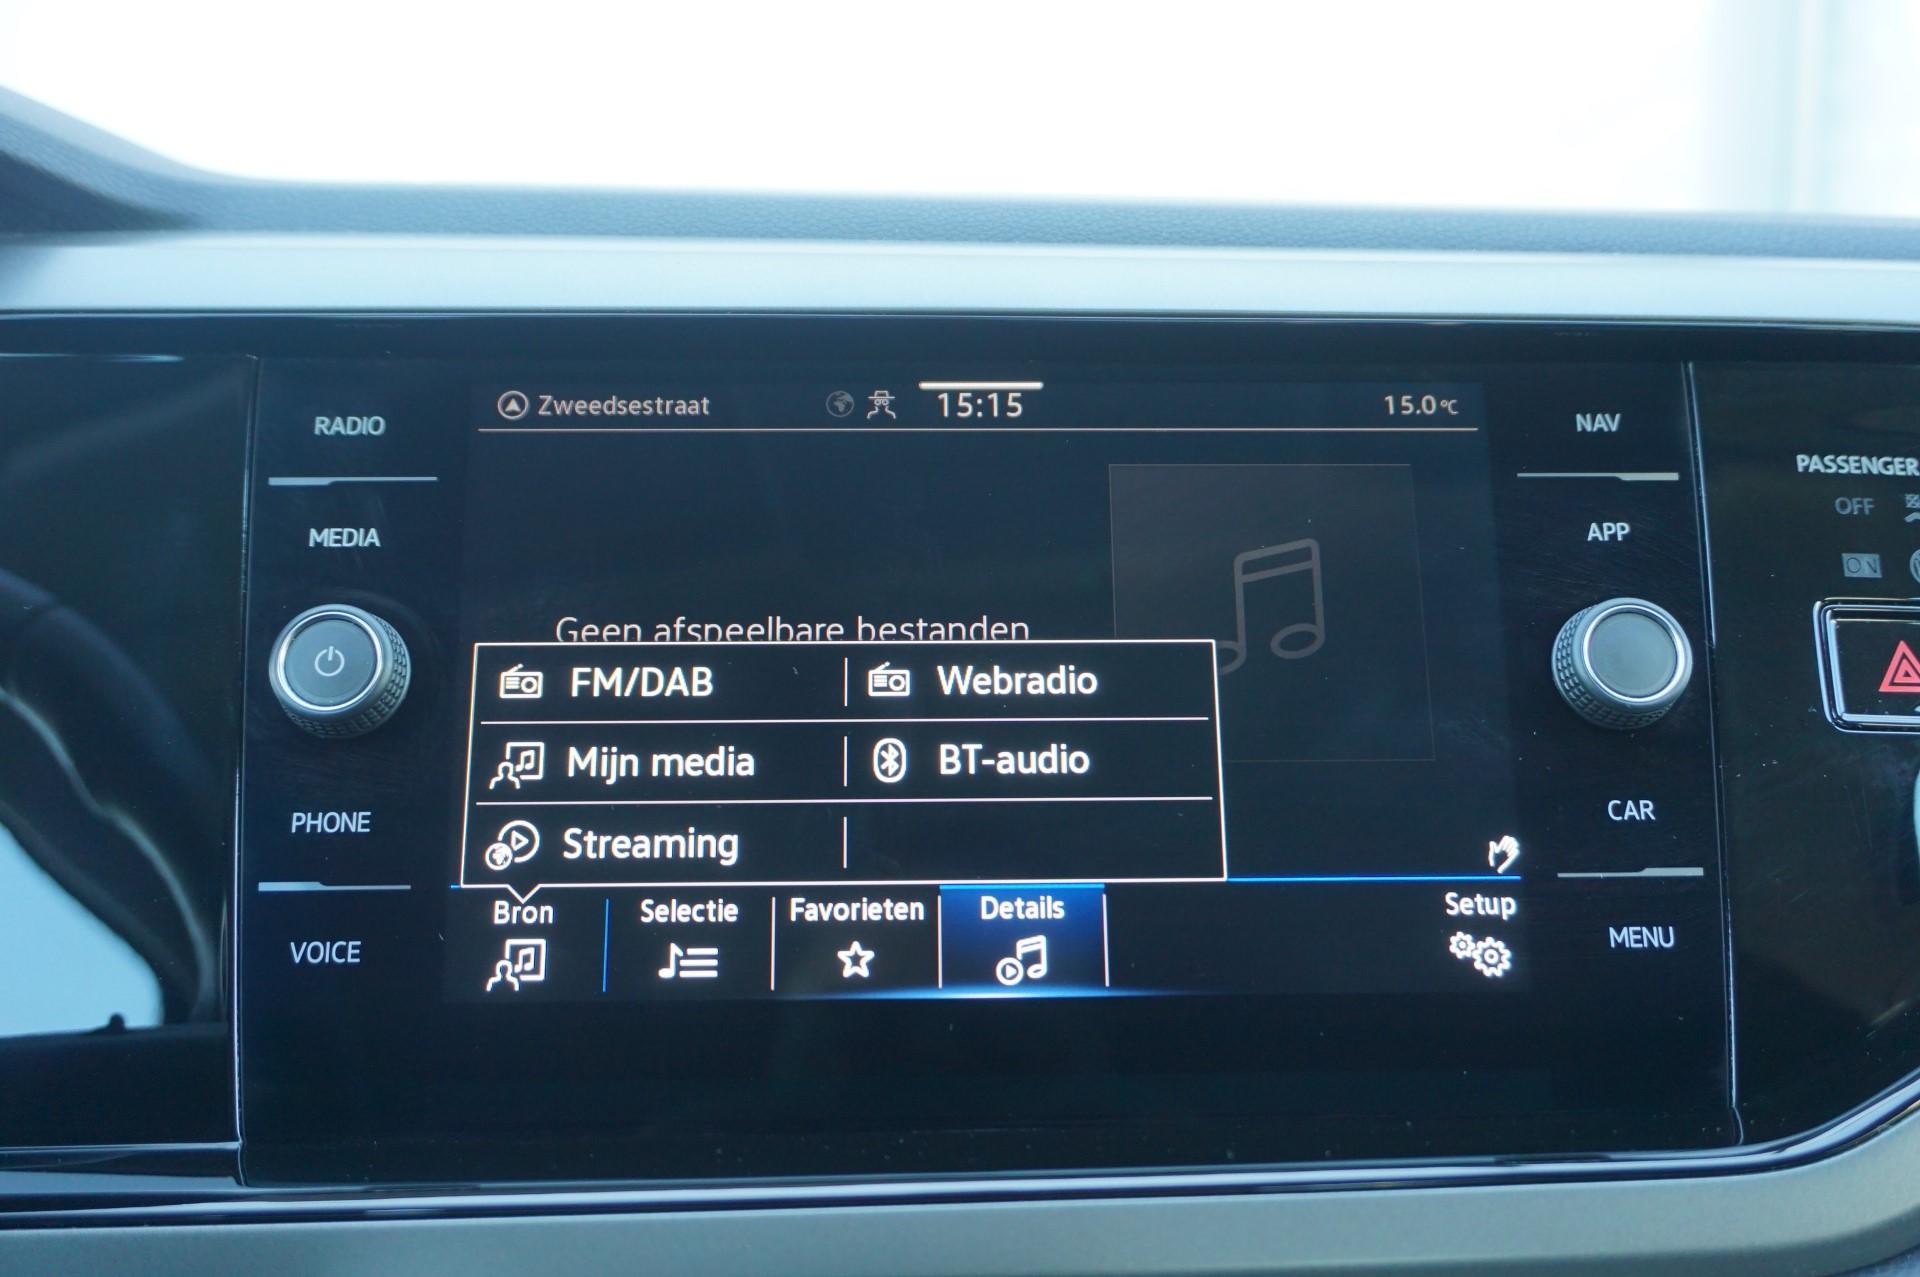 RADIO
MEDIA
PHONE
VOICE
Zweedsestraat
15:15
15.0°C
Geen afspeelbare bestanden
FM/DAB
Webradio
Mijn media
BT-audio
Streaming
Bron
Selectie
Favorieten
Details
Setup
NAV
APP
CAR
MENU
PASSENGER
OFF
ON